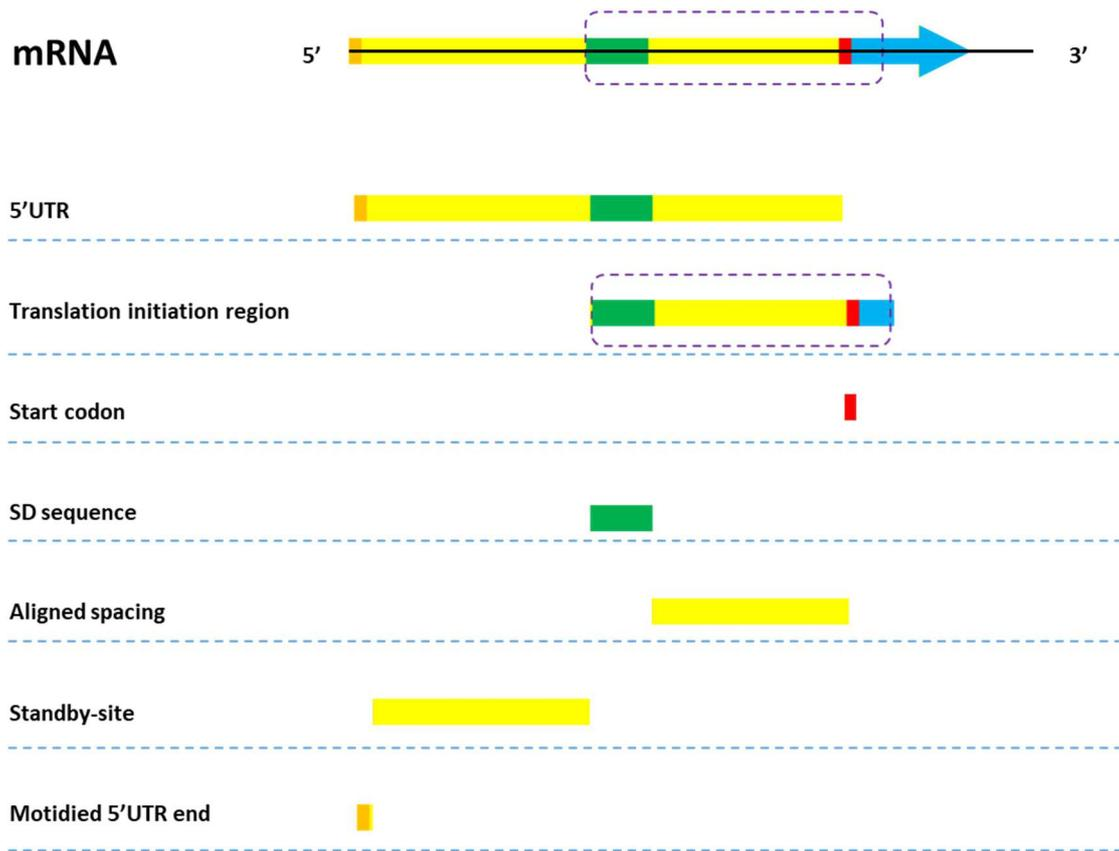 mRNA 5’ 3’
5’UTR
Translation initiation region
Start codon
SD sequence
Aligned spacing
Standby-site
Motidied 5’UTR end